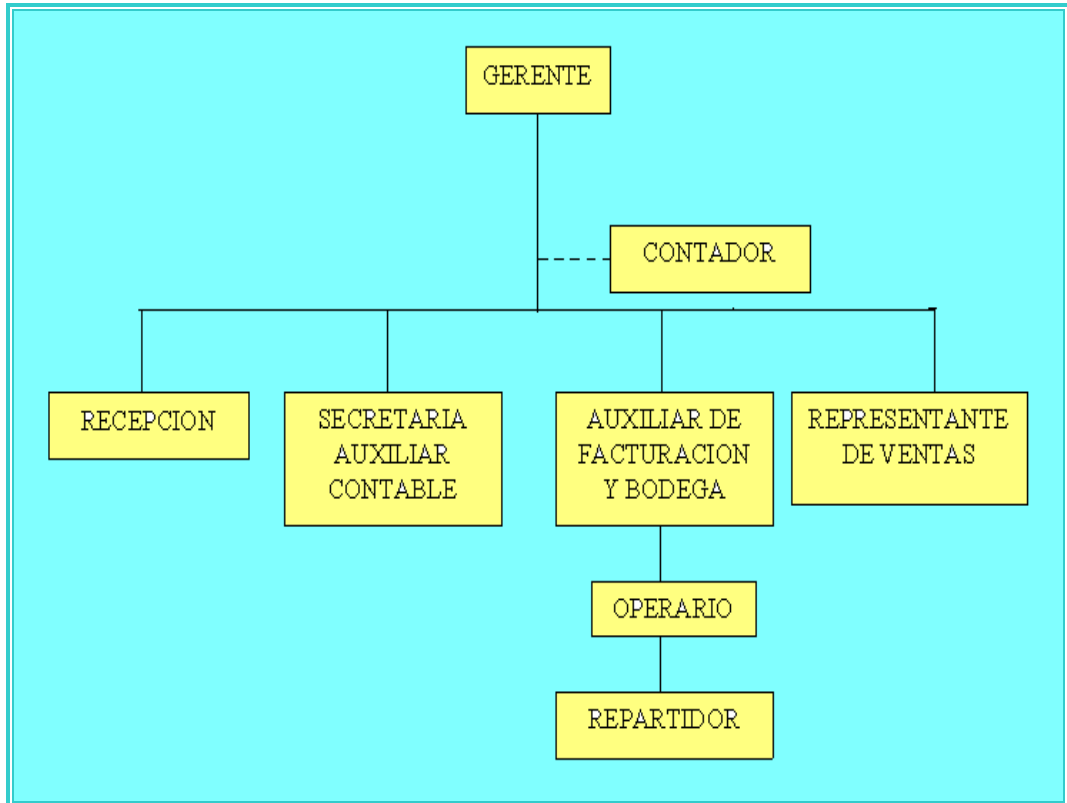 GERENTE
CONTADOR
RECEPCION
SECRETARIA
AUXILIAR
CONTABLE
AUXILIAR DE
FACTURACION
Y BODEGA
REPRESENTANTE
DE VENTAS
OPERARIO
REPARTIDOR